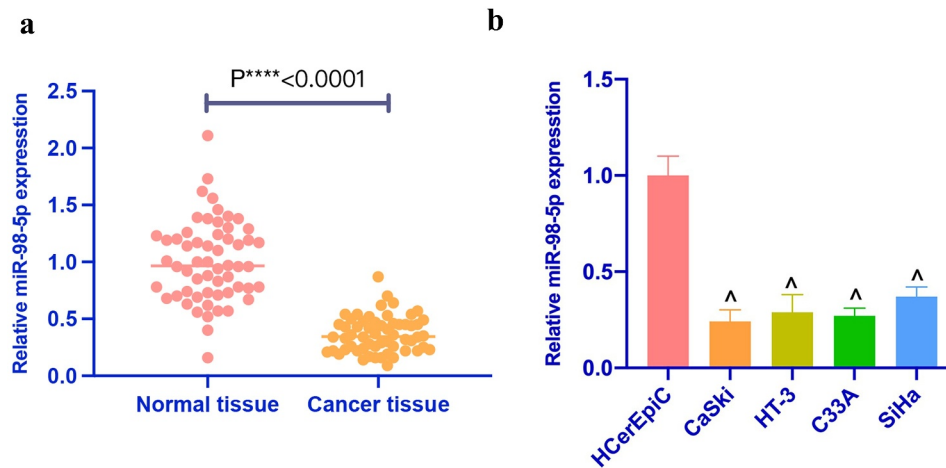 a
P****<0.0001
Relative miR-98-5p expresstion
2.5
2.0
1.5
1.0
0.5
0.0
Normal tissue
Cancer tissue
b
Relative miR-98-5p expresstion
1.5
1.0
0.5
0.0
^
^
^
^
HCerEpiC
CaSki
HT-3
C33A
SiHa